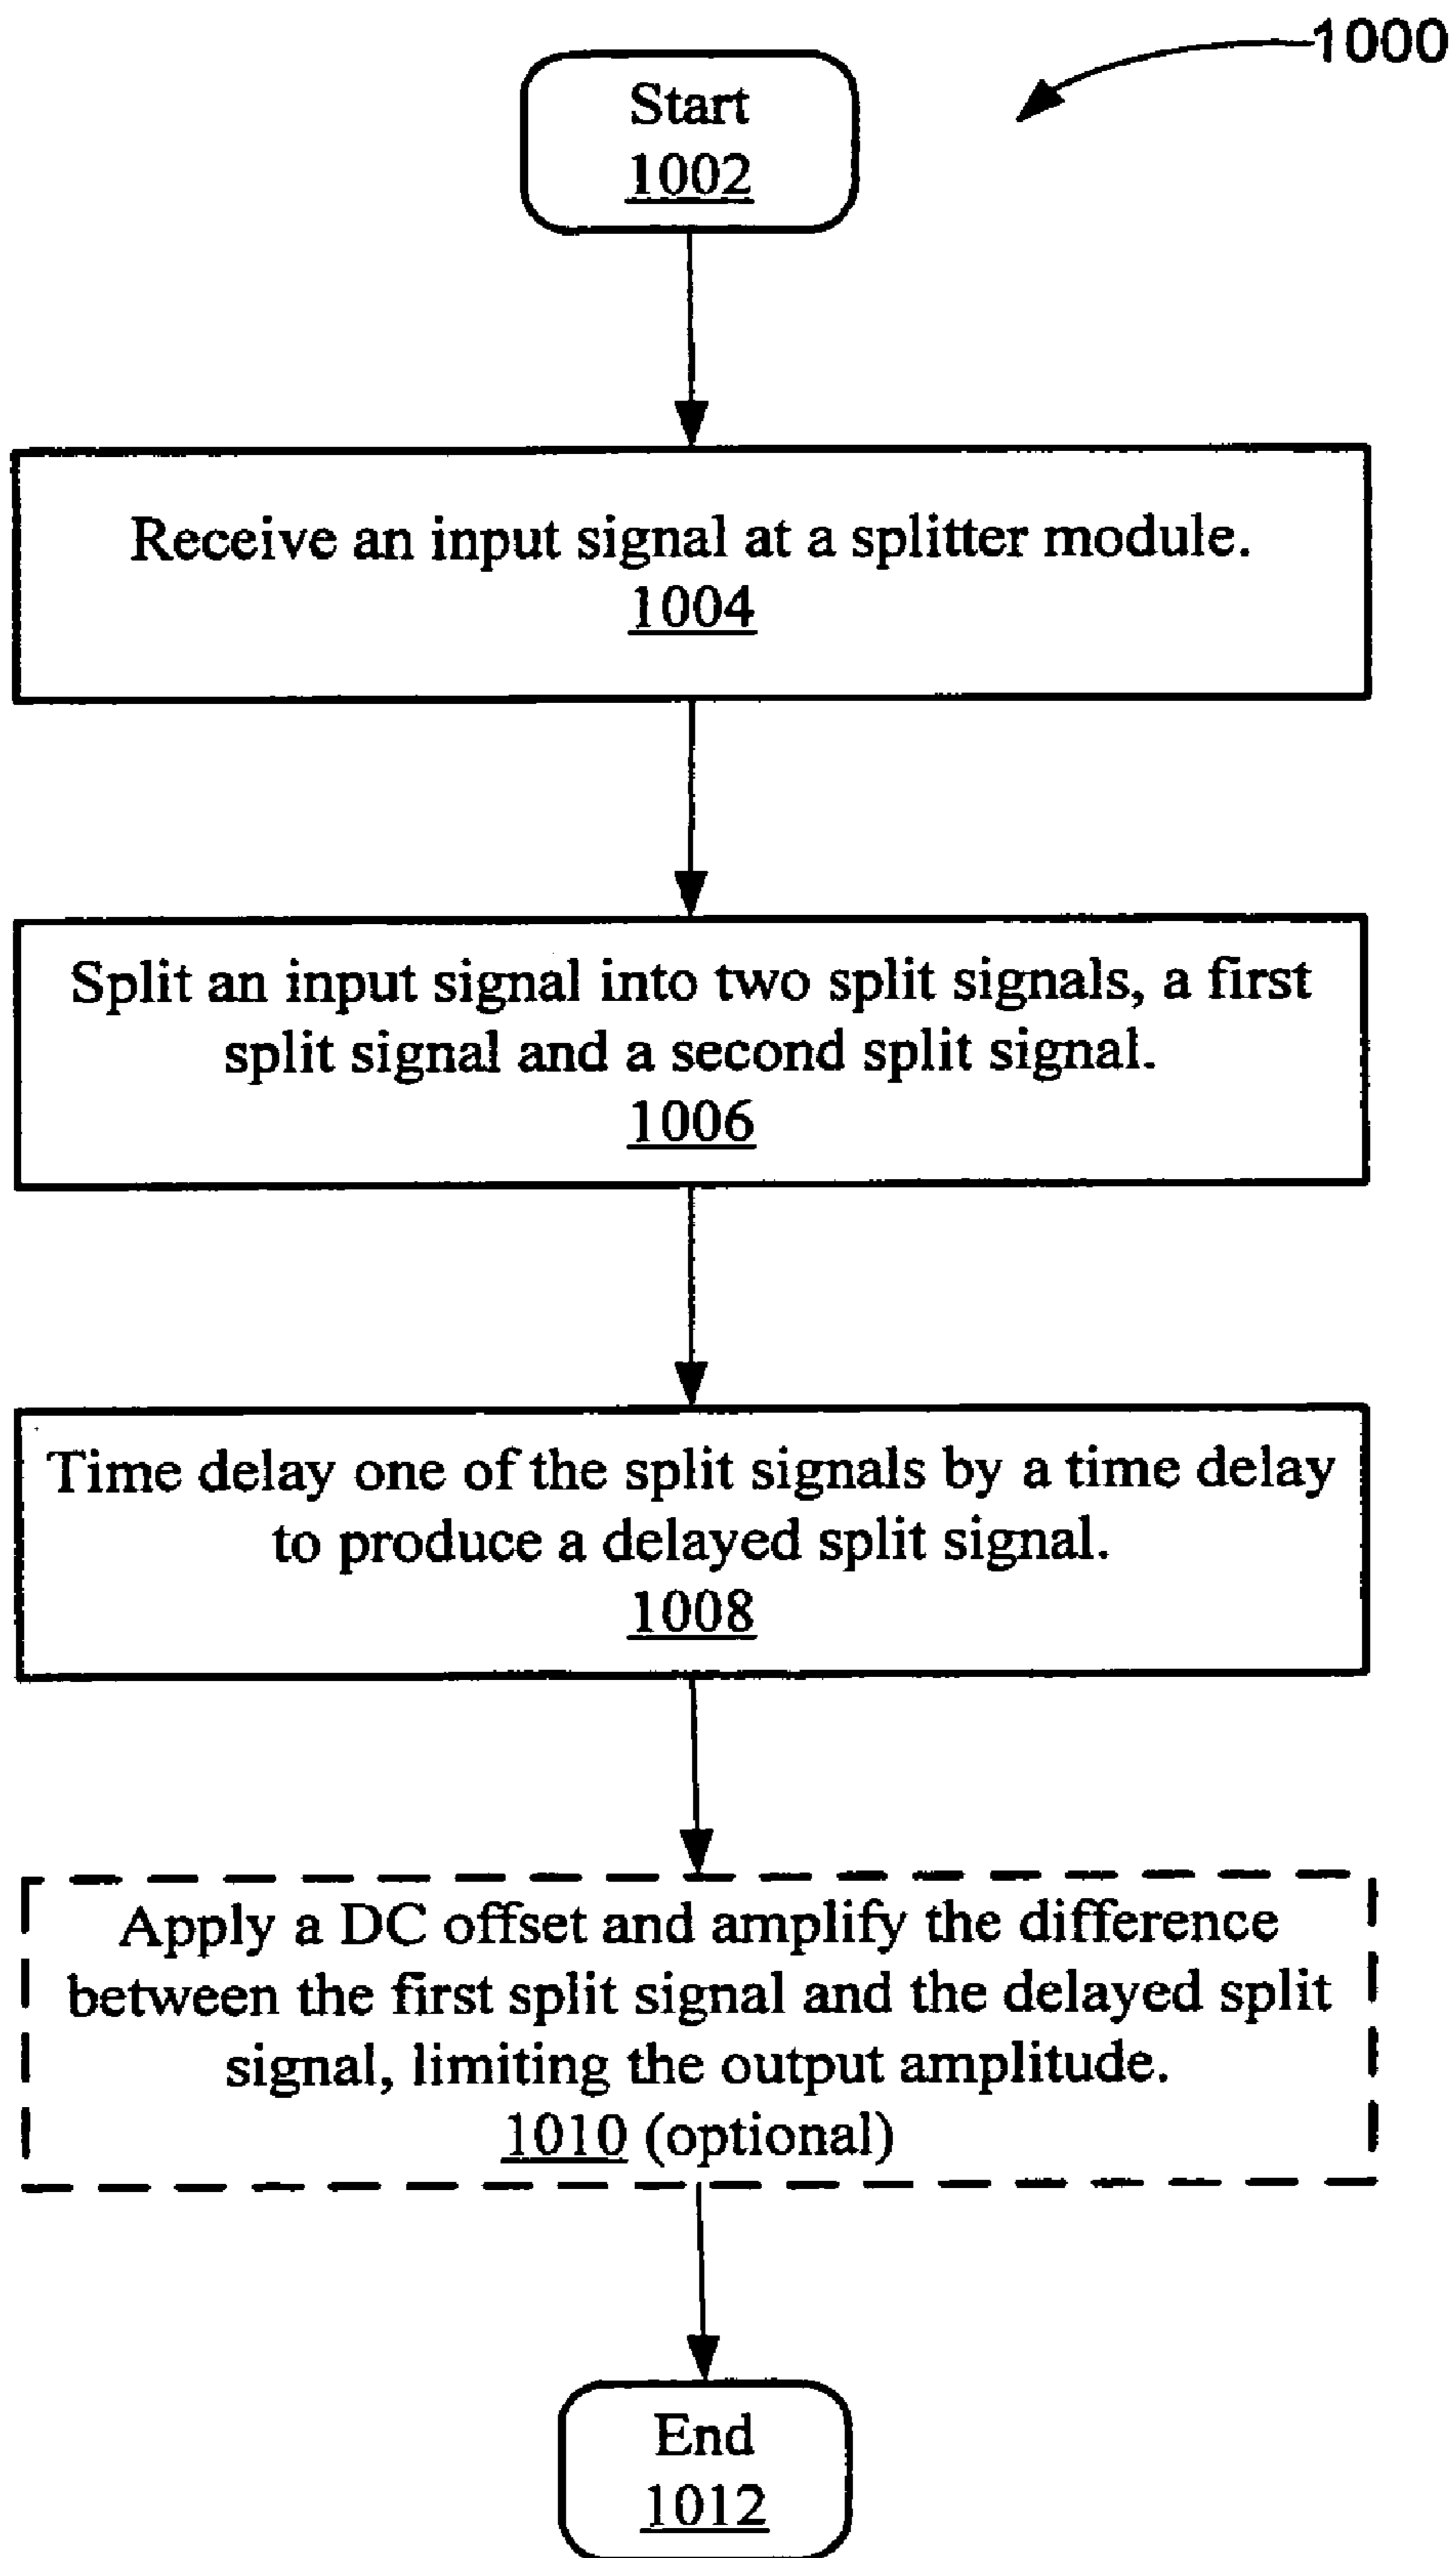 1000
Start
1002
Receive an input signal at a splitter module.
1004
Split an input signal into two split signals, a first
split signal and a second split signal.
1006
Time delay one of the split signals by a time delay
to produce a delayed split signal.
1008
Apply a DC offset and amplify the difference
between the first split signal and the delayed split
signal, limiting the output amplitude.
1010 (optional)
End
1012